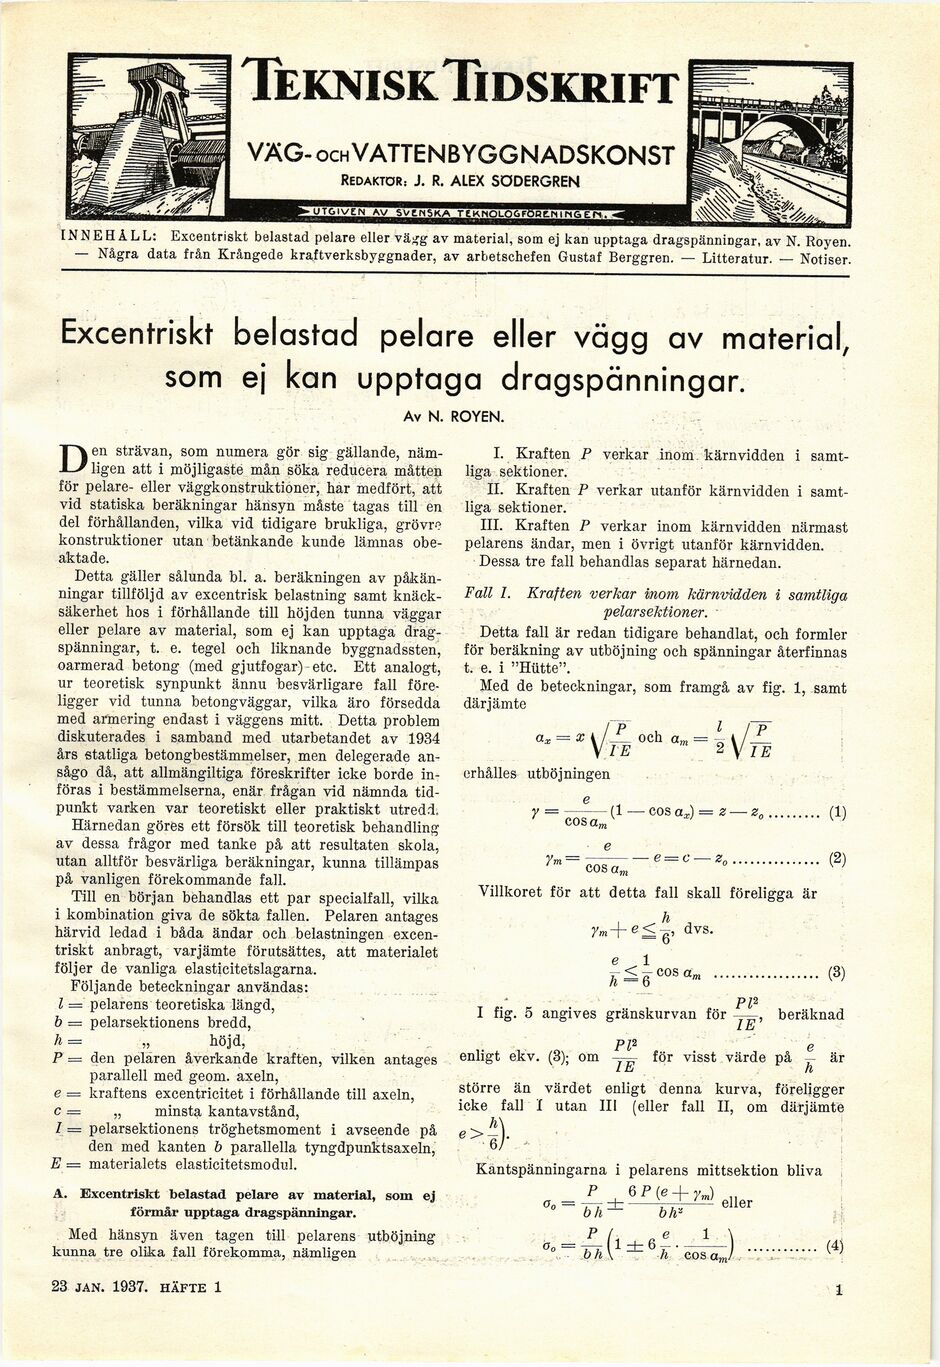 TEKNISK TIDSKRIFT
VÄG- OCH VATTENBYGGNADSKONST
REDAKTÖR: J. R. ALEX SÖDERGREN
UTGIVEN AV SVENSKA TEKNOLOGFÖRENINGEN.
INNEHÅLL: Excentriskt belastad pelare eller vägg av material, som ej kan upptaga dragspänningar, av N. Royen.
— Några data från Krångede kraftverksbyggnader, av arbetschefen Gustaf Berggren. — Litteratur. — Notiser.
Excentriskt belastad pelare eller vägg av material,
som ej kan upptaga dragspänningar.
Av N. ROYEN.
Den strävan, som numera gör sig gällande, näm-
ligen att i möjligaste mån söka reducera måtten
för pelare- eller väggkonstruktioner, har medfört, att
vid statiska beräkningar hänsyn måste tagas till en
del förhållanden, vilka vid tidigare brukliga, grövre
konstruktioner utan betänkande kunde lämnas obe-
aktade.
Detta gäller sålunda bl. a. beräkningen av påkän-
ningar tillföljd av excentrisk belastning samt knäck-
säkerhet hos i förhållande till höjden tunna väggar
eller pelare av material, som ej kan upptaga drag-
spänningar, t. e. tegel och liknande byggnadssten,
oarmerad betong (med gjutfogar) etc. Ett analogt,
ur teoretisk synpunkt ännu besvärligare fall före-
ligger vid tunna betongväggar, vilka äro försedda
med armering endast i väggens mitt. Detta problem
diskuterades i samband med utarbetandet av 1934
års statliga betongbestämmelser, men delegerade an-
sågo då, att allmängiltiga föreskrifter icke borde in-
föras i bestämmelserna, enär frågan vid nämnda tid-
punkt varken var teoretiskt eller praktiskt utredd.
Härnedan göres ett försök till teoretisk behandling
av dessa frågor med tanke på att resultaten skola,
utan alltför besvärliga beräkningar, kunna tillämpas
på vanligen förekommande fall.
Till en början behandlas ett par specialfall, vilka
i kombination giva de sökta fallen. Pelaren antages
härvid ledad i båda ändar och belastningen excen-
triskt anbragt, varjämte förutsättes, att materialet
följer de vanliga elasticitetslagarna.
Följande beteckningar användas:
l = pelarens teoretiska längd,
b = pelarsektionens bredd,
h = „ höjd,
P = den pelaren åverkande kraften, vilken antages
parallell med geom. axeln,
e = kraftens excentricitet i förhållande till axeln,
c = „ minsta kantavstånd,
I = pelarsektionens tröghetsmoment i avseende på
den med kanten b parallella tyngdpunktsaxeln,
E = materialets elasticitetsmodul.
A. Excentriskt belastad pelare av material, som ej
förmår upptaga dragspänningar.
Med hänsyn även tagen till pelarens utböjning
kunna tre olika fall förekomma, nämligen
I. Kraften P verkar inom kärnvidden i samt-
liga sektioner.
II. Kraften P verkar utanför kärnvidden i samt-
liga sektioner.
III. Kraften P verkar inom kärnvidden närmast
pelarens ändar, men i övrigt utanför kärnvidden.
Dessa tre fall behandlas separat härnedan.
Fall I. Kraften verkar inom kärnvidden i samtliga
pelarsektioner.
Detta fall är redan tidigare behandlat, och formler
för beräkning av utböjning och spänningar återfinnas
t. e. i ”Hütte”.
Med de beteckningar, som framgå av fig. 1, samt
därjämte
αx = x √(P/IE) och αm = l/2 √(P/IE)
erhålles utböjningen
γ = e/cos αm (1 — cos αx) = z — zo ......... (1)
γm = e/cos αm — e = c — zo ............... (2)
Villkoret för att detta fall skall föreligga är
γm + e ≤ h/6, dvs.
e/h ≤ 1/6 cos αm .................. (3)
I fig. 5 angives gränskurvan för Pl²/IE, beräknad
enligt ekv. (3); om Pl²/IE för visst värde på e/h är
större än värdet enligt denna kurva, föreligger
icke fall I utan III (eller fall II, om därjämte
e > h/6).
Kantspänningarna i pelarens mittsektion bliva
σo = P/bh ± 6 P (e + γm)/bh² eller
σo = P/bh (1 ± 6 e/h · 1/cos αm) ............ (4)
23 JAN. 1937. HÄFTE 1
1